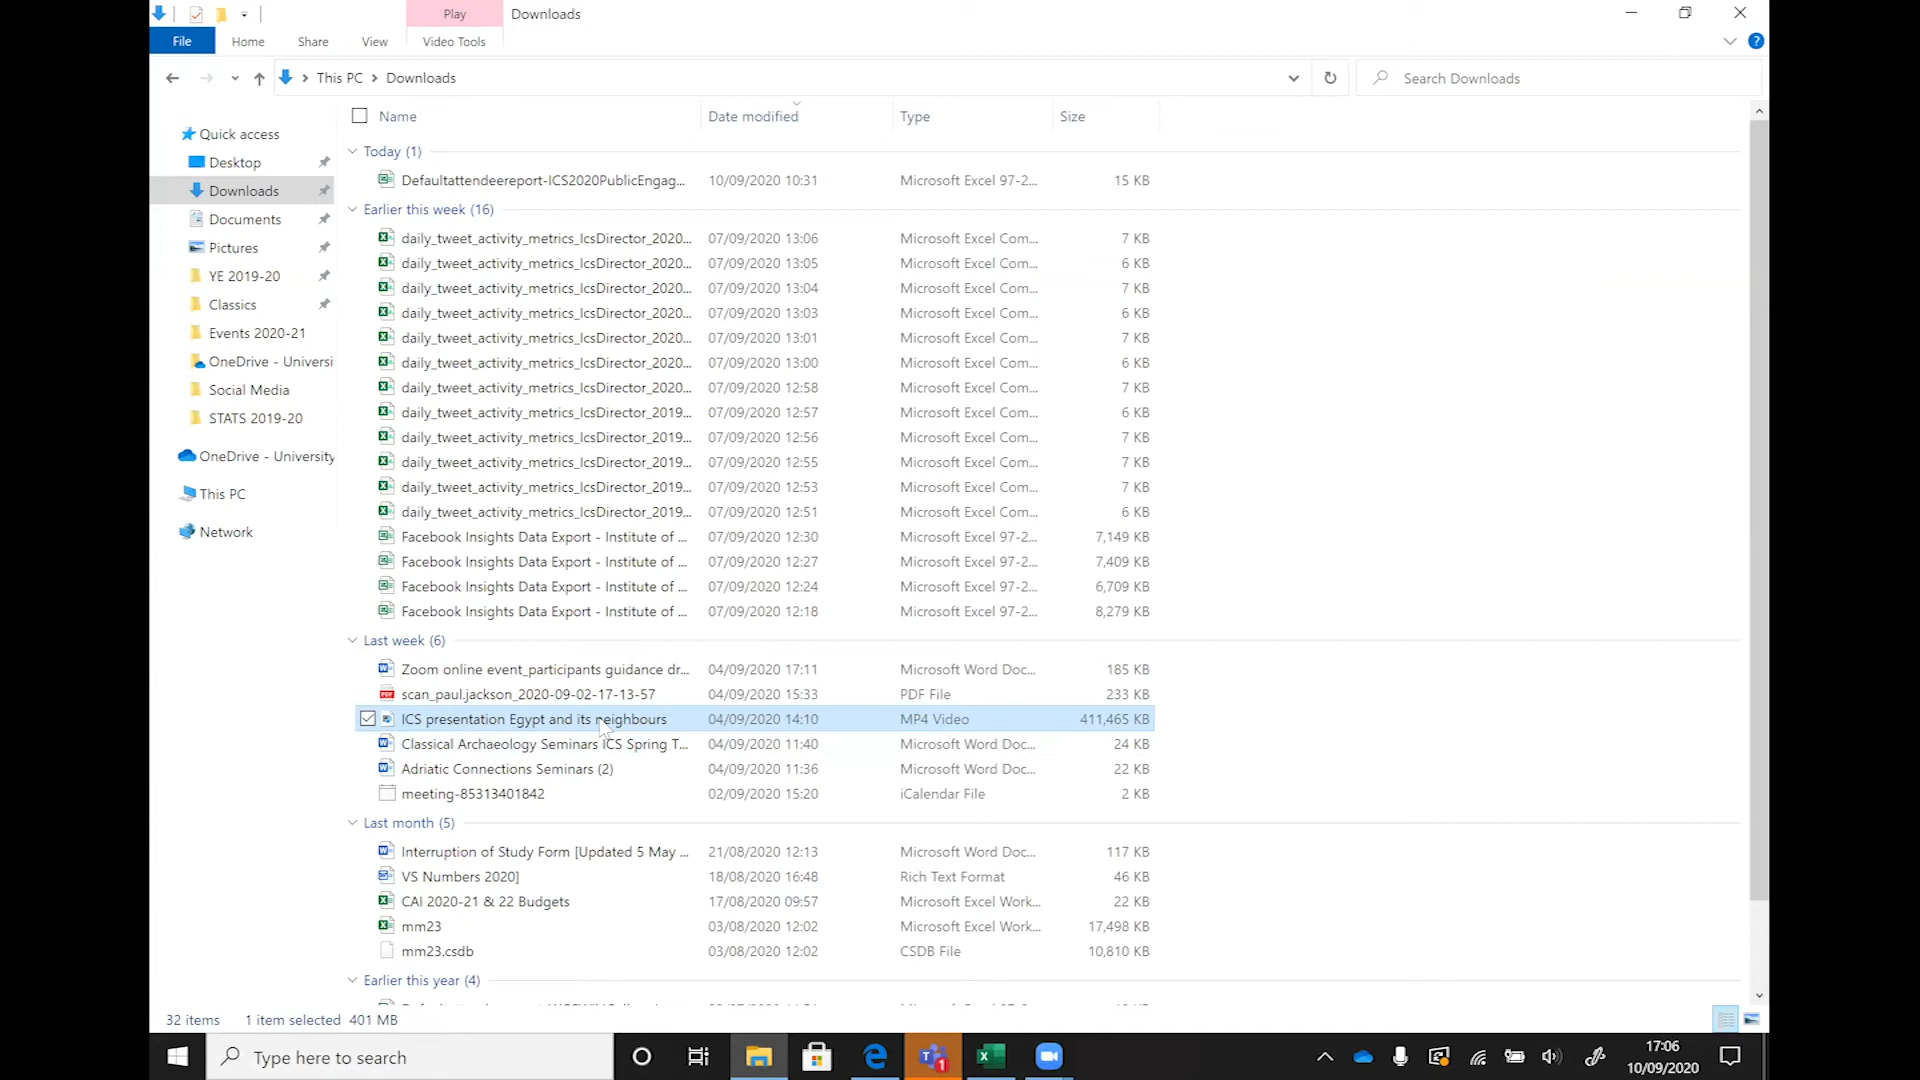 Play
Downloads
File
Home
Share
View
Video Tools
This PC
Downloads
Search Downloads
Name
Date modified
Type
Size
Quick access
Desktop
Downloads
Documents
Pictures
YE 2019-20
Classics
Events 2020-21
OneDrive - Universi
Social Media
STATS 2019-20
OneDrive - University
This PC
Network
Today (1)
Defaultattendeereport-ICS2020PublicEngag... 10/09/2020 10:31 Microsoft Excel 97-2... 15 KB
Earlier this week (16)
daily_tweet_activity_metrics_IcsDirector_2020... 07/09/2020 13:06 Microsoft Excel Com... 7 KB
daily_tweet_activity_metrics_IcsDirector_2020... 07/09/2020 13:05 Microsoft Excel Com... 6 KB
daily_tweet_activity_metrics_IcsDirector_2020... 07/09/2020 13:04 Microsoft Excel Com... 7 KB
daily_tweet_activity_metrics_IcsDirector_2020... 07/09/2020 13:03 Microsoft Excel Com... 6 KB
daily_tweet_activity_metrics_IcsDirector_2020... 07/09/2020 13:01 Microsoft Excel Com... 7 KB
daily_tweet_activity_metrics_IcsDirector_2020... 07/09/2020 13:00 Microsoft Excel Com... 6 KB
daily_tweet_activity_metrics_IcsDirector_2020... 07/09/2020 12:58 Microsoft Excel Com... 7 KB
daily_tweet_activity_metrics_IcsDirector_2019... 07/09/2020 12:57 Microsoft Excel Com... 6 KB
daily_tweet_activity_metrics_IcsDirector_2019... 07/09/2020 12:56 Microsoft Excel Com... 7 KB
daily_tweet_activity_metrics_IcsDirector_2019... 07/09/2020 12:55 Microsoft Excel Com... 7 KB
daily_tweet_activity_metrics_IcsDirector_2019... 07/09/2020 12:53 Microsoft Excel Com... 7 KB
daily_tweet_activity_metrics_IcsDirector_2019... 07/09/2020 12:51 Microsoft Excel Com... 6 KB
Facebook Insights Data Export - Institute of ... 07/09/2020 12:30 Microsoft Excel 97-2... 7,149 KB
Facebook Insights Data Export - Institute of ... 07/09/2020 12:27 Microsoft Excel 97-2... 7,409 KB
Facebook Insights Data Export - Institute of ... 07/09/2020 12:24 Microsoft Excel 97-2... 6,709 KB
Facebook Insights Data Export - Institute of ... 07/09/2020 12:18 Microsoft Excel 97-2... 8,279 KB
Last week (6)
Zoom online event_participants guidance dr... 04/09/2020 17:11 Microsoft Word Doc... 185 KB
scan_paul.jackson_2020-09-02-17-13-57 04/09/2020 15:33 PDF File 233 KB
ICS presentation Egypt and its neighbours 04/09/2020 14:10 MP4 Video 411,465 KB
Classical Archaeology Seminars ICS Spring T... 04/09/2020 11:40 Microsoft Word Doc... 24 KB
Adriatic Connections Seminars (2) 04/09/2020 11:36 Microsoft Word Doc... 22 KB
meeting-85313401842 02/09/2020 15:20 iCalendar File 2 KB
Last month (5)
Interruption of Study Form [Updated 5 May ... 21/08/2020 12:13 Microsoft Word Doc... 117 KB
VS Numbers 2020] 18/08/2020 16:48 Rich Text Format 46 KB
CAI 2020-21 & 22 Budgets 17/08/2020 09:57 Microsoft Excel Work... 22 KB
mm23 03/08/2020 12:02 Microsoft Excel Work... 17,498 KB
mm23.csdb 03/08/2020 12:02 CSDB File 10,810 KB
Earlier this year (4)
32 items 1 item selected 401 MB
Type here to search
17:06
10/09/2020